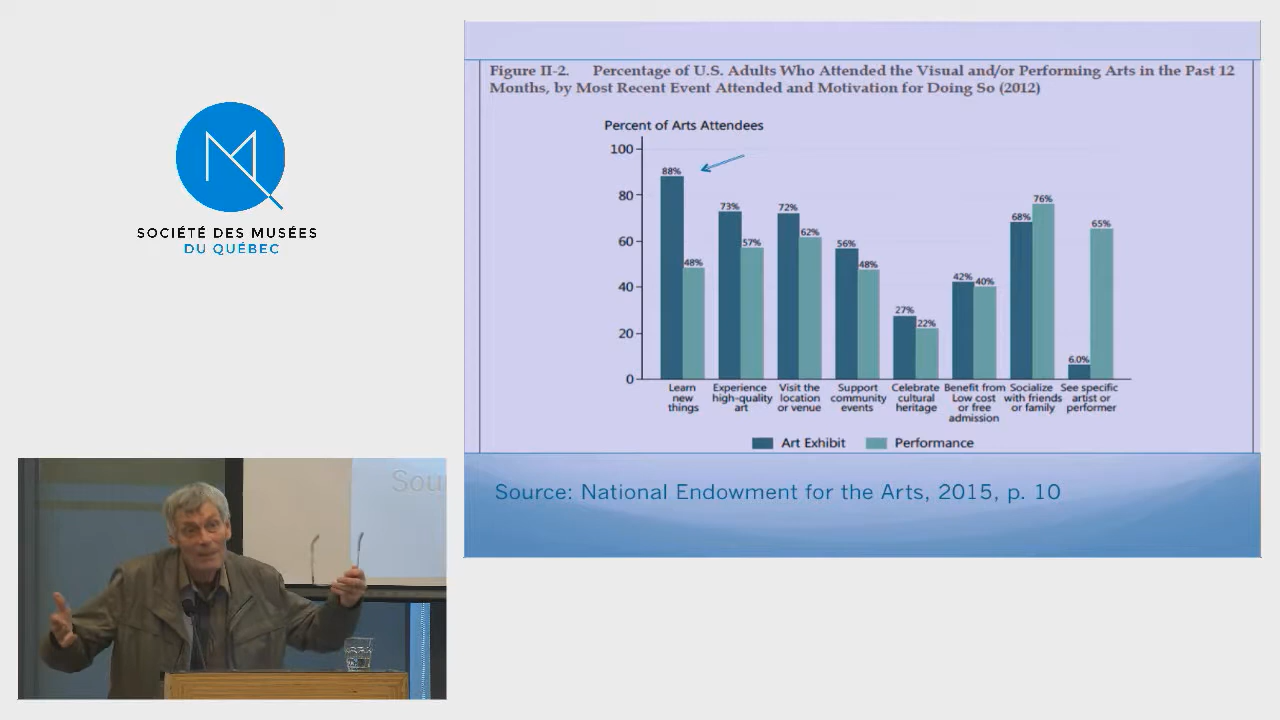 SOCIÉTÉ DES MUSÉES
DU QUÉBEC
Figure II-2. Percentage of U.S. Adults Who Attended the Visual and/or Performing Arts in the Past 12
Months, by Most Recent Event Attended and Motivation for Doing So (2012)
Percent of Arts Attendees
100
80
60
40
20
0
88%
48%
73%
57%
72%
62%
56%
48%
27%
22%
42%
40%
68%
76%
6.0%
65%
Learn
new
things
Experience
high-quality
art
Visit the
location
or venue
Support
community
events
Celebrate
cultural
heritage
Benefit from
Low cost
or free
admission
Socialize
with friends
or family
See specific
artist or
performer
Art Exhibit
Performance
Source: National Endowment for the Arts, 2015, p. 10
Sou